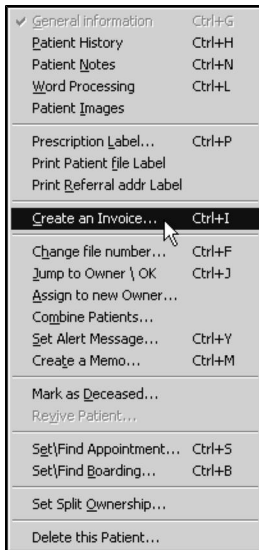 General information Ctrl+G
Patient History Ctrl+H
Patient Notes Ctrl+N
Word Processing Ctrl+L
Patient Images
Prescription Label... Ctrl+P
Print Patient file Label
Print Referral addr Label
Create an Invoice... Ctrl+I
Change file number... Ctrl+F
Jump to Owner \ OK Ctrl+J
Assign to new Owner...
Combine Patients...
Set Alert Message... Ctrl+Y
Create a Memo... Ctrl+M
Mark as Deceased...
Revive Patient...
Set\Find Appointment... Ctrl+S
Set\Find Boarding... Ctrl+B
Set Split Ownership...
Delete this Patient...